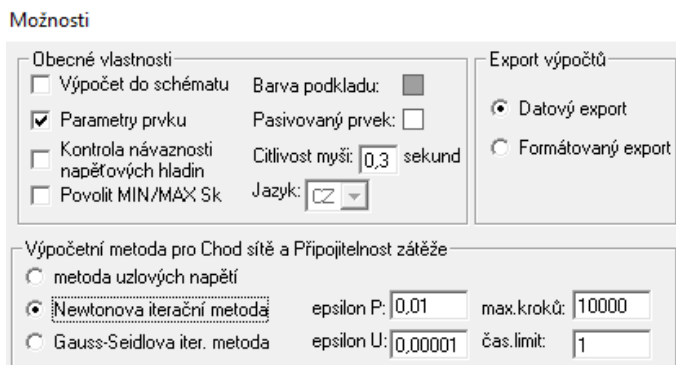 Možnosti
Obecné vlastnosti
Výpočet do schématu
Barva podkladu:
Parametry prvku
Pasivovaný prvek:
Kontrola návaznosti
napěťových hladin
Citlivost myši: 0,3 sekund
Povolit MIN/MAX Sk
Jazyk: CZ
Export výpočtů
Datový export
Formátovaný export
Výpočetní metoda pro Chod sítě a Připojitelnost zátěže
metoda uzlových napětí
Newtonova iterační metoda epsilon P: 0,01 max.kroků: 10000
Gauss-Seidlova iter. metoda epsilon U: 0,00001 čas.limit: 1